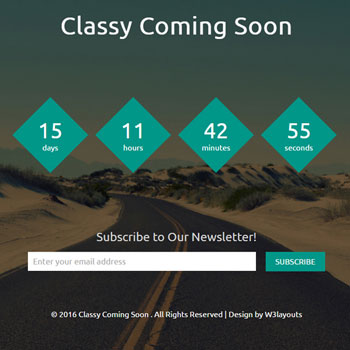 Classy Coming Soon
15 11 42 55
days hours minutes seconds
Subscribe to Our Newsletter!
Enter your email address SUBSCRIBE
© 2016 Classy Coming Soon . All Rights Reserved | Design by W3layouts